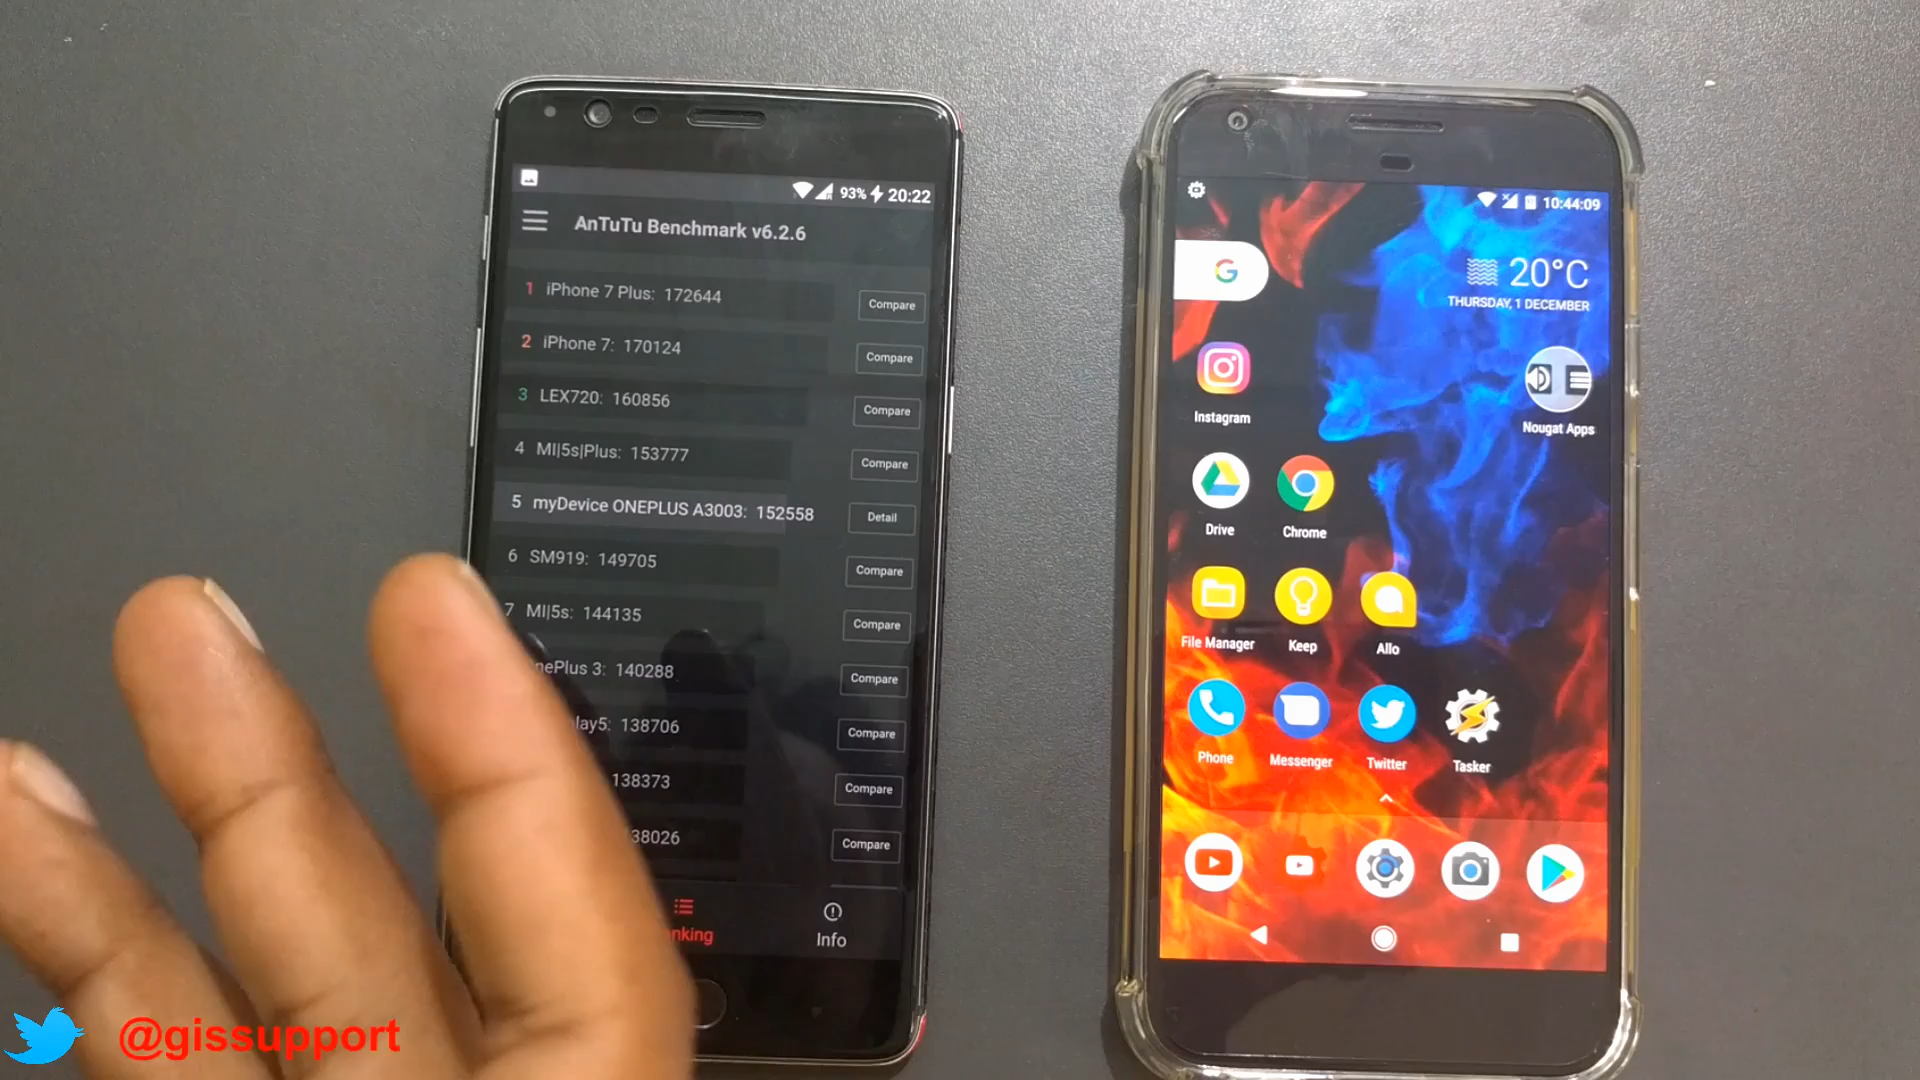 93% 20:22
AnTuTu Benchmark v6.2.6
1 iPhone 7 Plus: 172644 Compare
2 iPhone 7: 170124 Compare
3 LEX720: 160856 Compare
4 MI|5s|Plus: 153777 Compare
5 myDevice ONEPLUS A3003: 152558 Detail
6 SM919: 149705 Compare
7 MI|5s: 144135 Compare
nePlus 3: 140288 Compare
lay5: 138706 Compare
138373 Compare
38026 Compare
nking
Info
10:44:09
G
20°C
THURSDAY, 1 DECEMBER
Instagram
Nougat Apps
Drive
Chrome
File Manager
Keep
Allo
Phone
Messenger
Twitter
Tasker
@gissupport